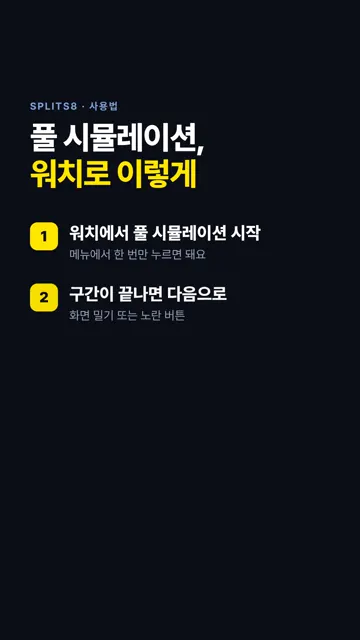 SPLITS8 · 사용법
풀 시뮬레이션,
워치로 이렇게
1 워치에서 풀 시뮬레이션 시작
메뉴에서 한 번만 누르면 돼요
2 구간이 끝나면 다음으로
화면 밀기 또는 노란 버튼